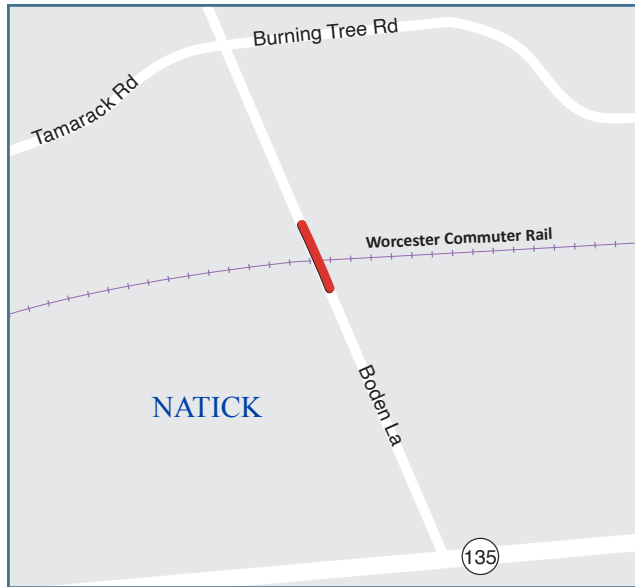 Burning Tree Rd
Tamarack Rd
Worcester Commuter Rail
Boden La
NATICK
135